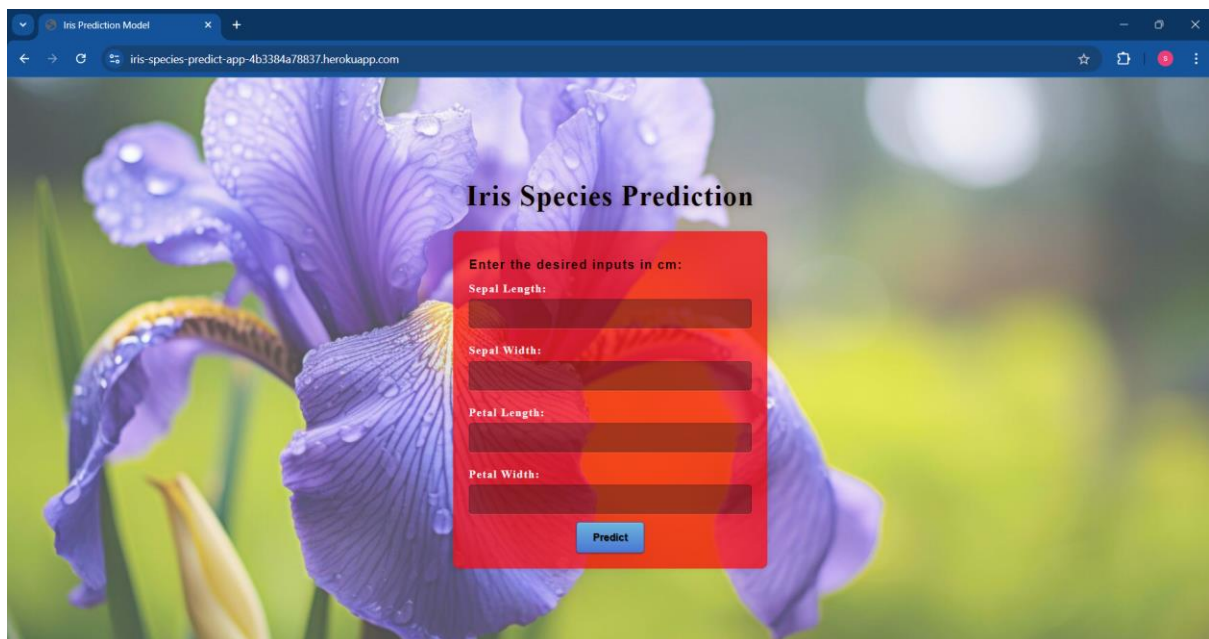 Iris Prediction Model
iris-species-predict-app-4b3384a78837.herokuapp.com
S
Iris Species Prediction
Enter the desired inputs in cm:
Sepal Length:
Sepal Width:
Petal Length:
Petal Width:
Predict